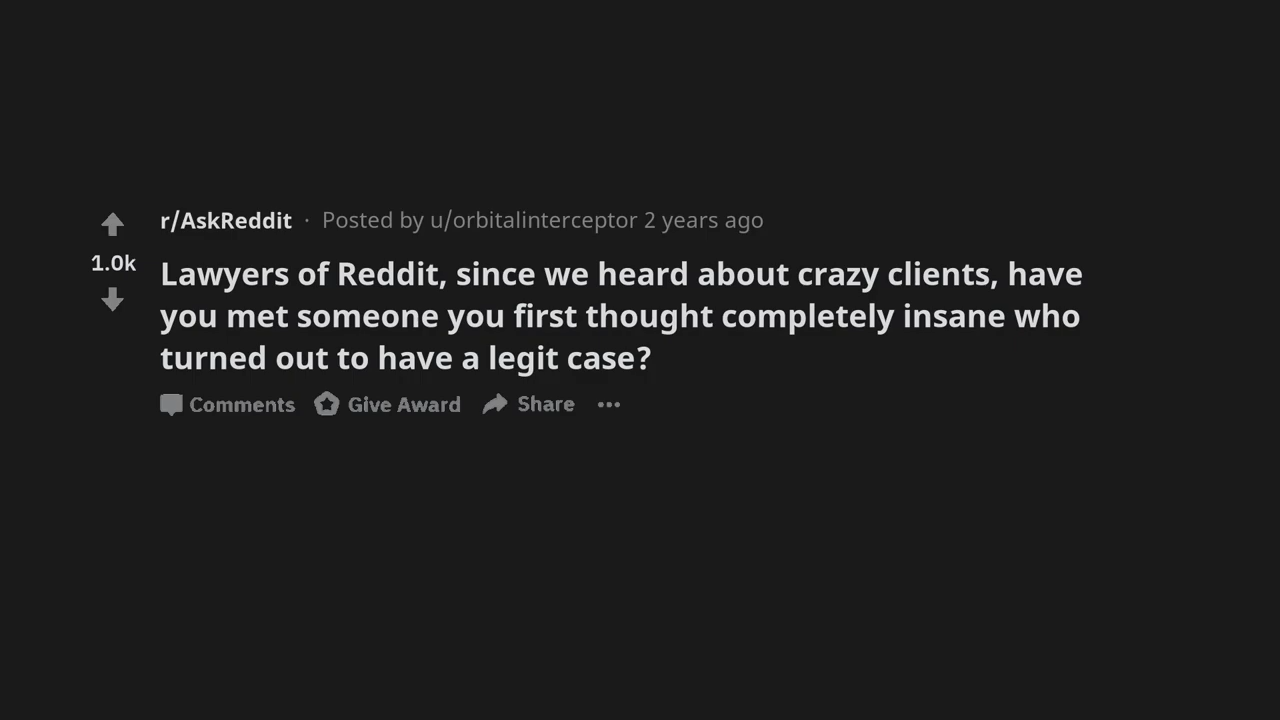 r/AskReddit · Posted by u/orbitalinterceptor 2 years ago
1.0k
Lawyers of Reddit, since we heard about crazy clients, have
you met someone you first thought completely insane who
turned out to have a legit case?
Comments Give Award Share ...